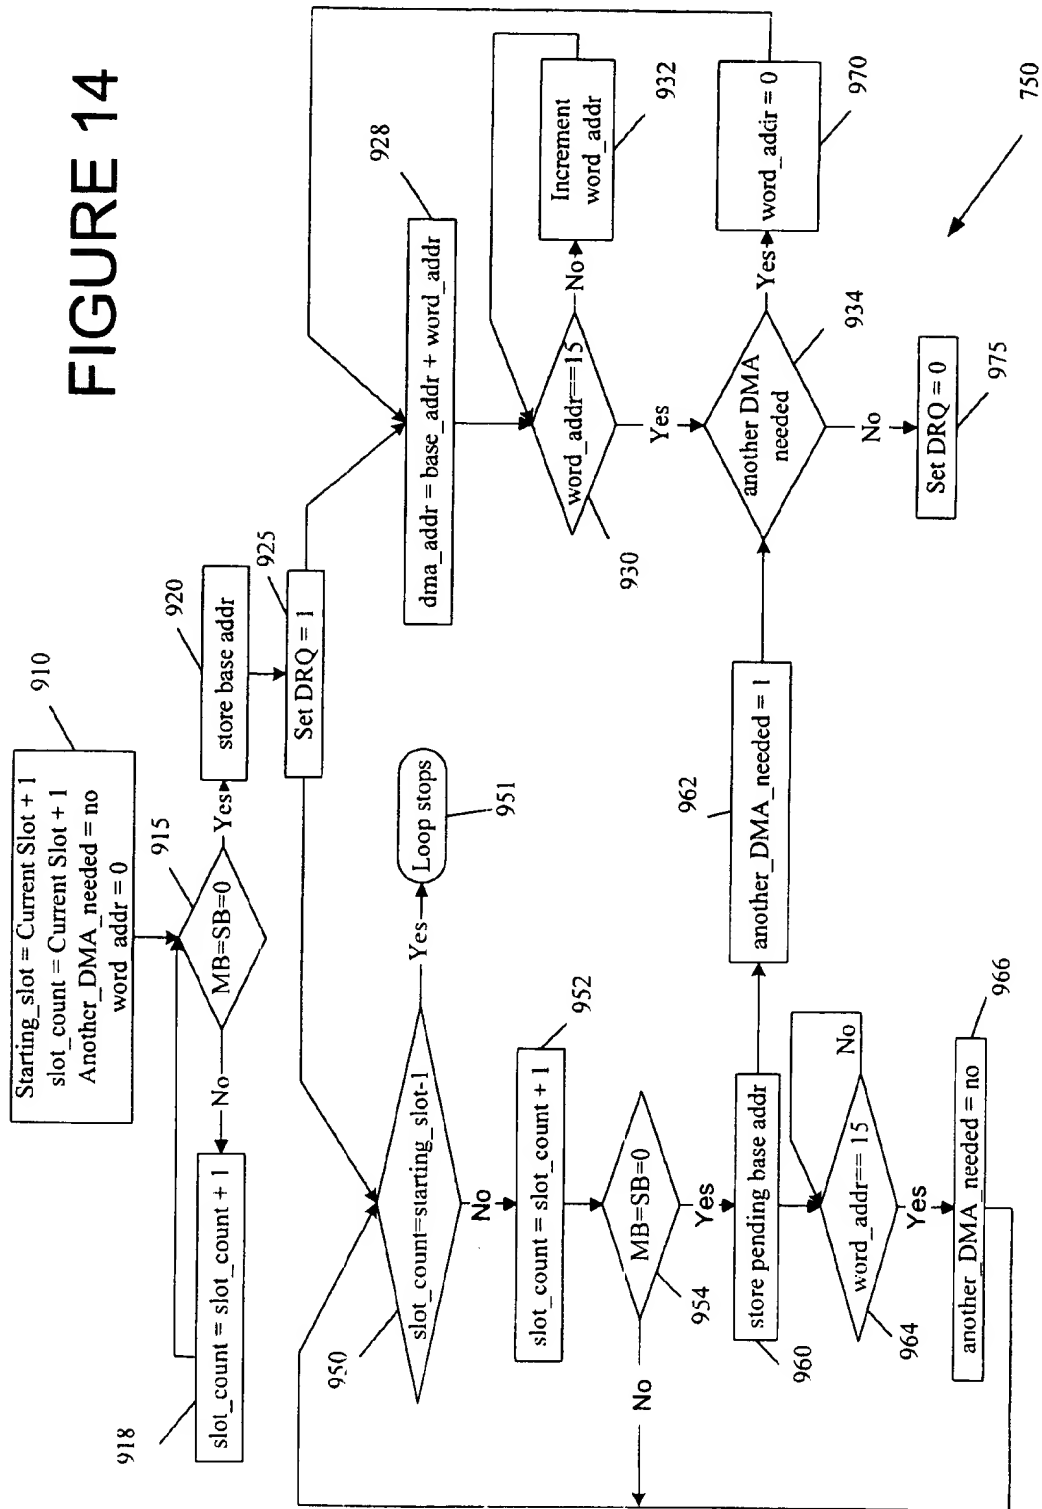 FIGURE 14
910
Starting_slot = Current Slot + 1
slot_count = Current Slot + 1
Another_DMA_needed = no
word_addr = 0
915
MB=SB=0
No
Yes
918
slot_count = slot_count + 1
920
store base addr
925
Set DRQ = 1
928
dma_addr = base_addr + word_addr
930
word_addr==15
No
Yes
932
Increment
word_addr
934
another DMA
needed
Yes
No
970
word_addr = 0
975
Set DRQ = 0
950
slot_count=starting_slot-1
Yes
No
951
Loop stops
952
slot_count = slot_count + 1
954
MB=SB=0
No
Yes
960
store pending base addr
962
another_DMA_needed = 1
964
word_addr== 15
No
Yes
966
another_DMA_needed = no
750